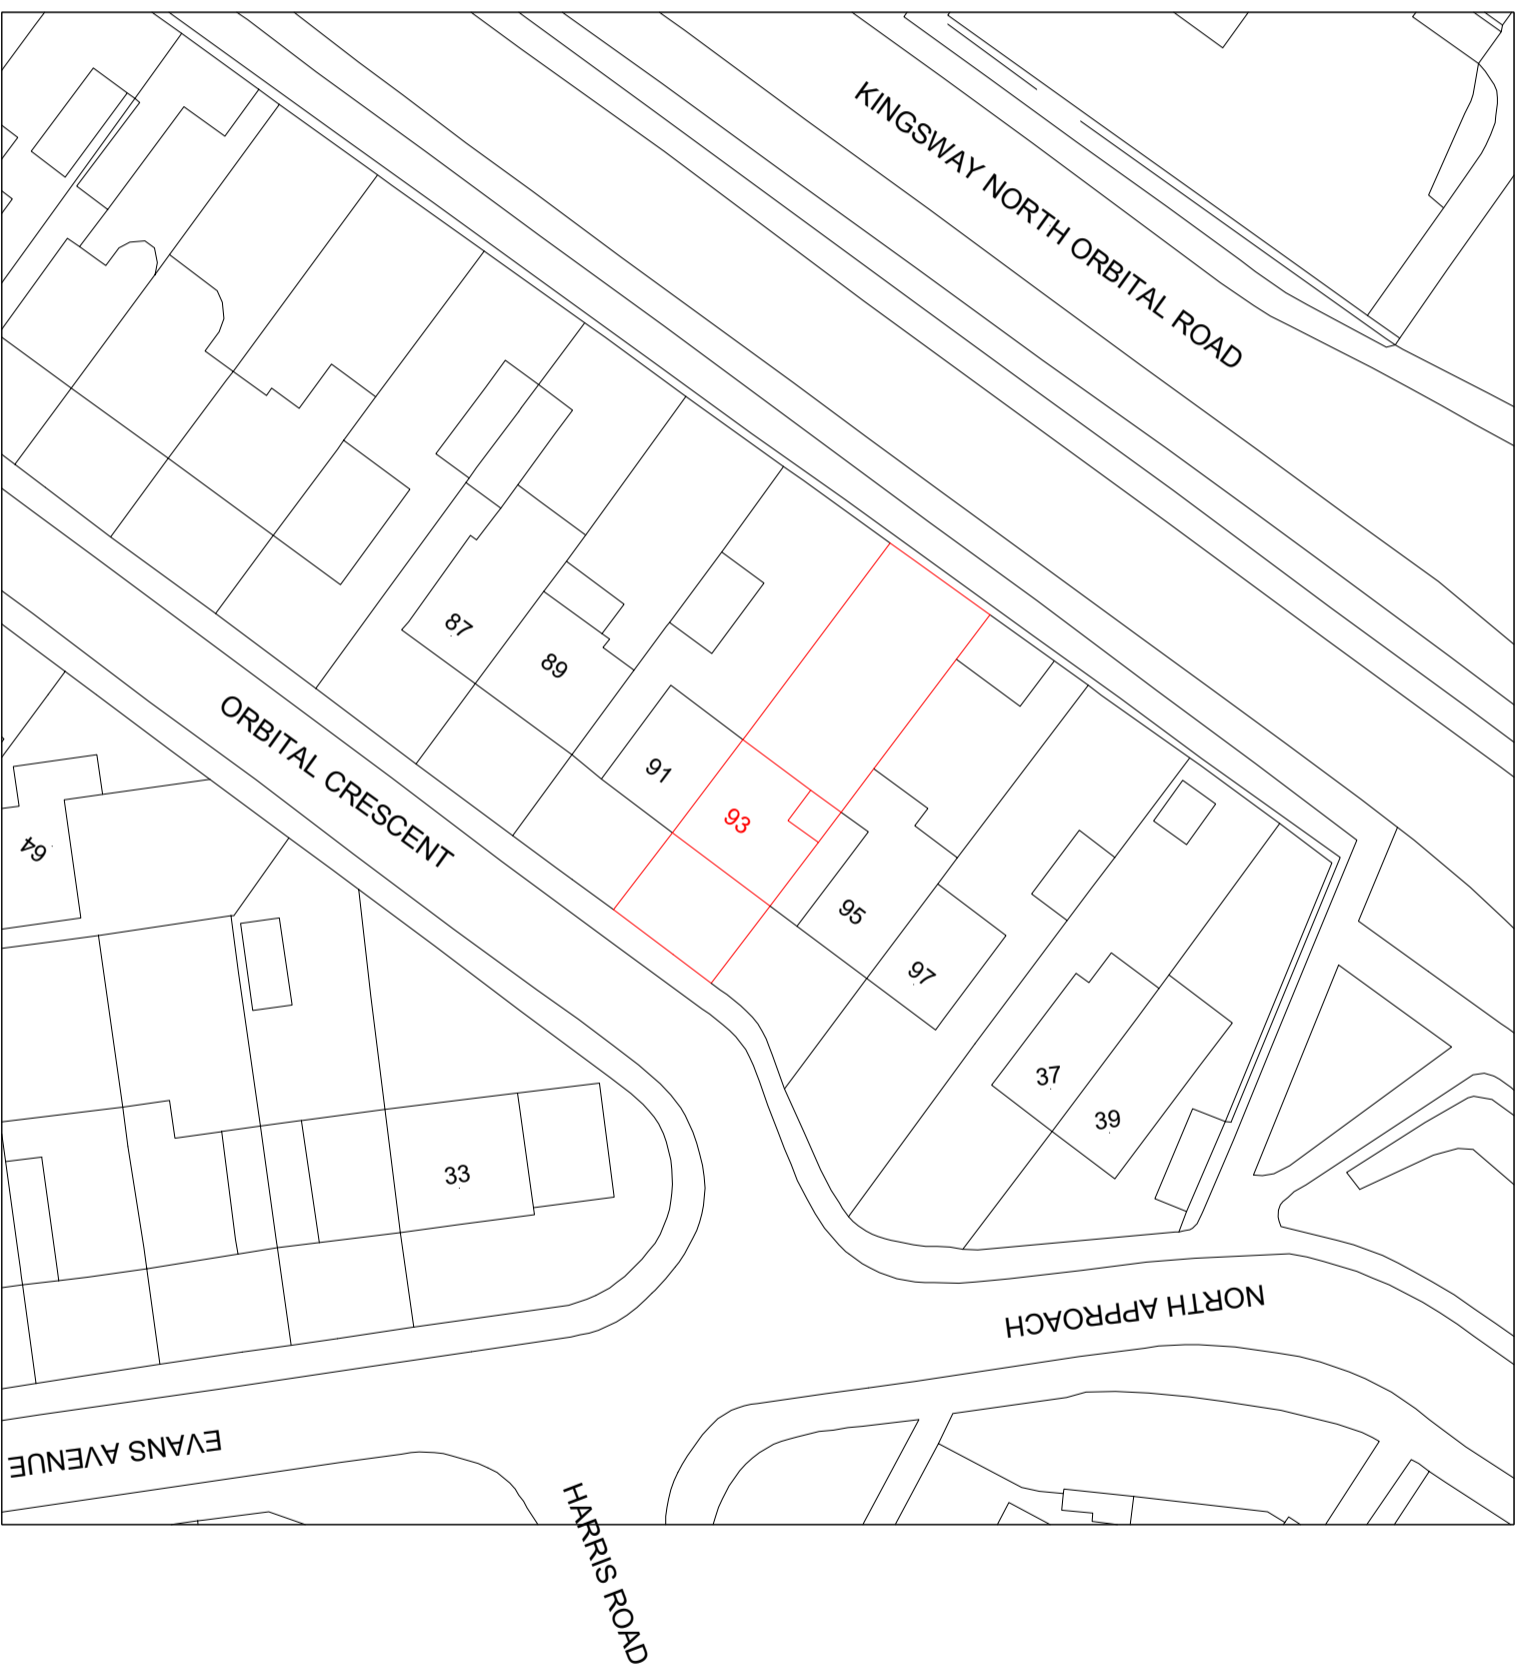 KINGSWAY NORTH ORBITAL ROAD
87
89
ORBITAL CRESCENT
91
93
64
95
97
37
39
33
NORTH APPROACH
EVANS AVENUE
HARRIS ROAD